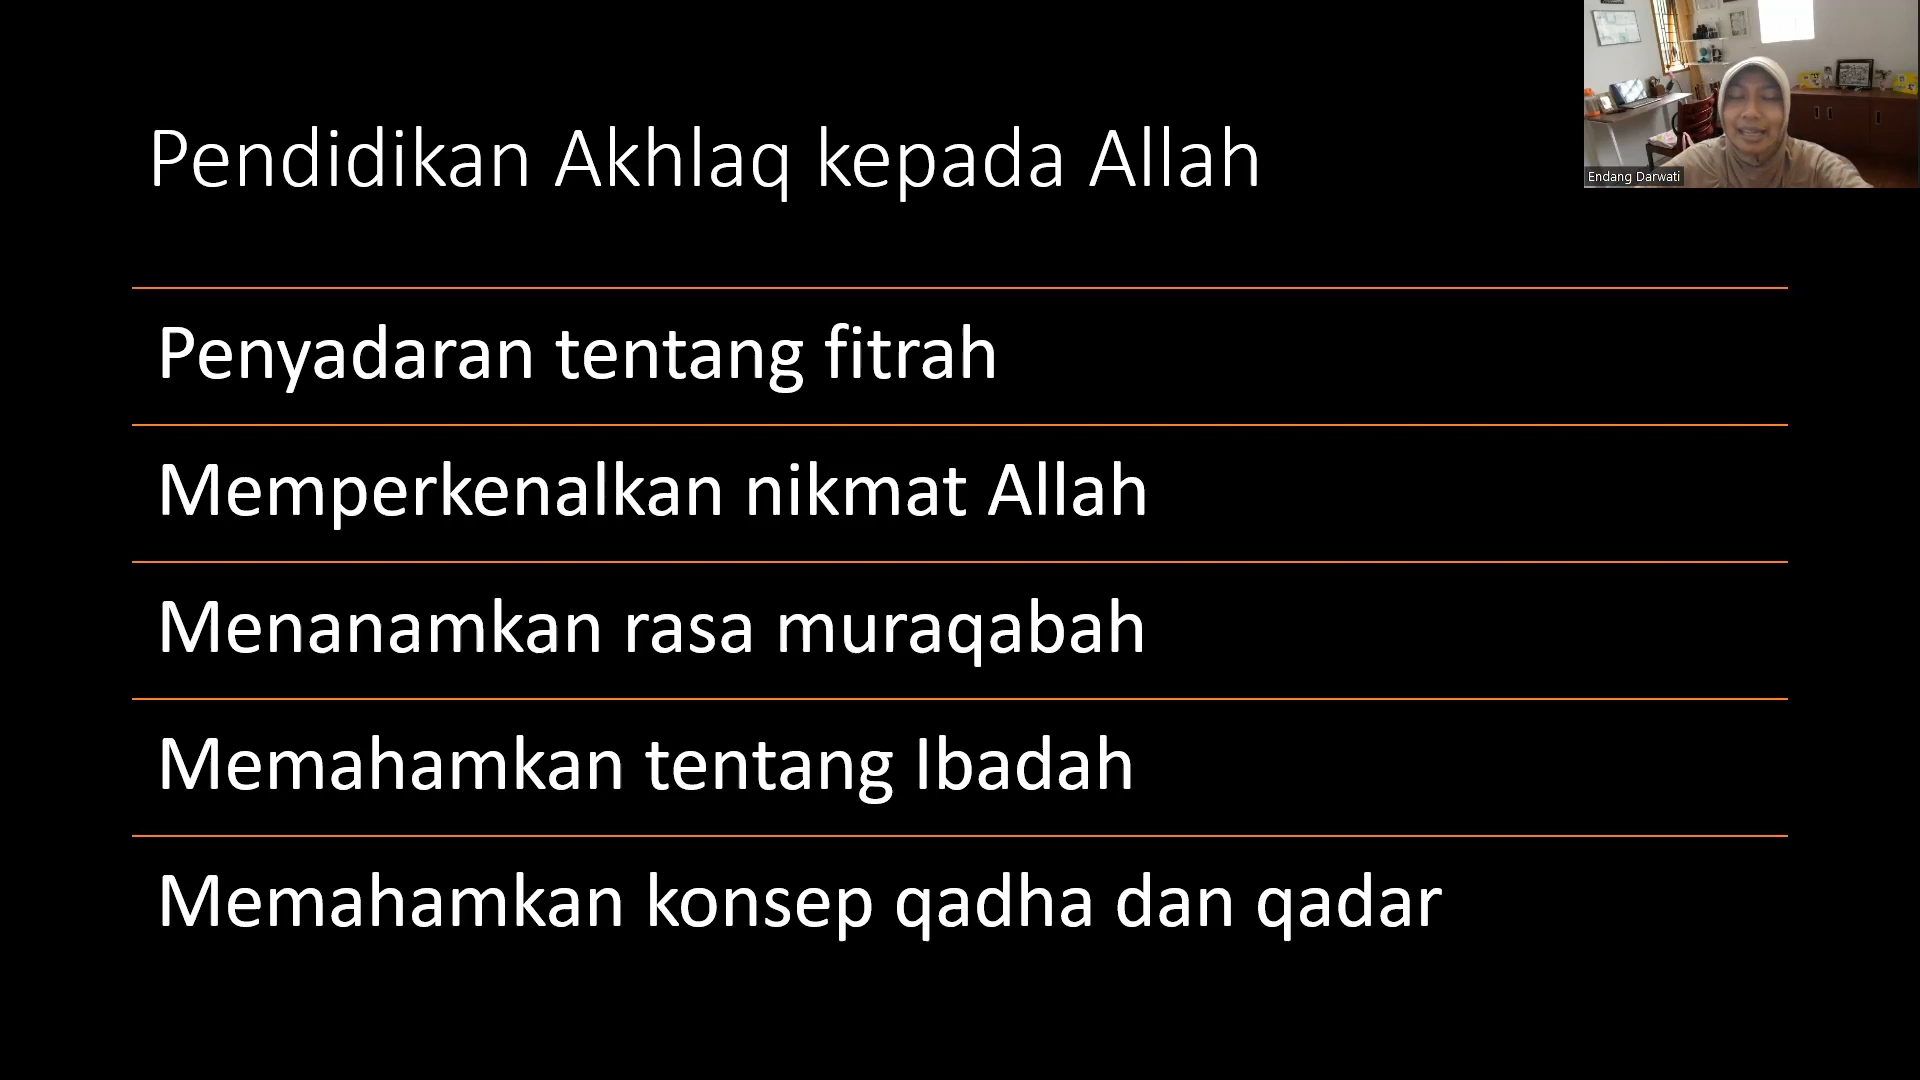 Pendidikan Akhlaq kepada Allah
Endang Darwati
Penyadaran tentang fitrah
Memperkenalkan nikmat Allah
Menanamkan rasa muraqabah
Memahamkan tentang Ibadah
Memahamkan konsep qadha dan qadar